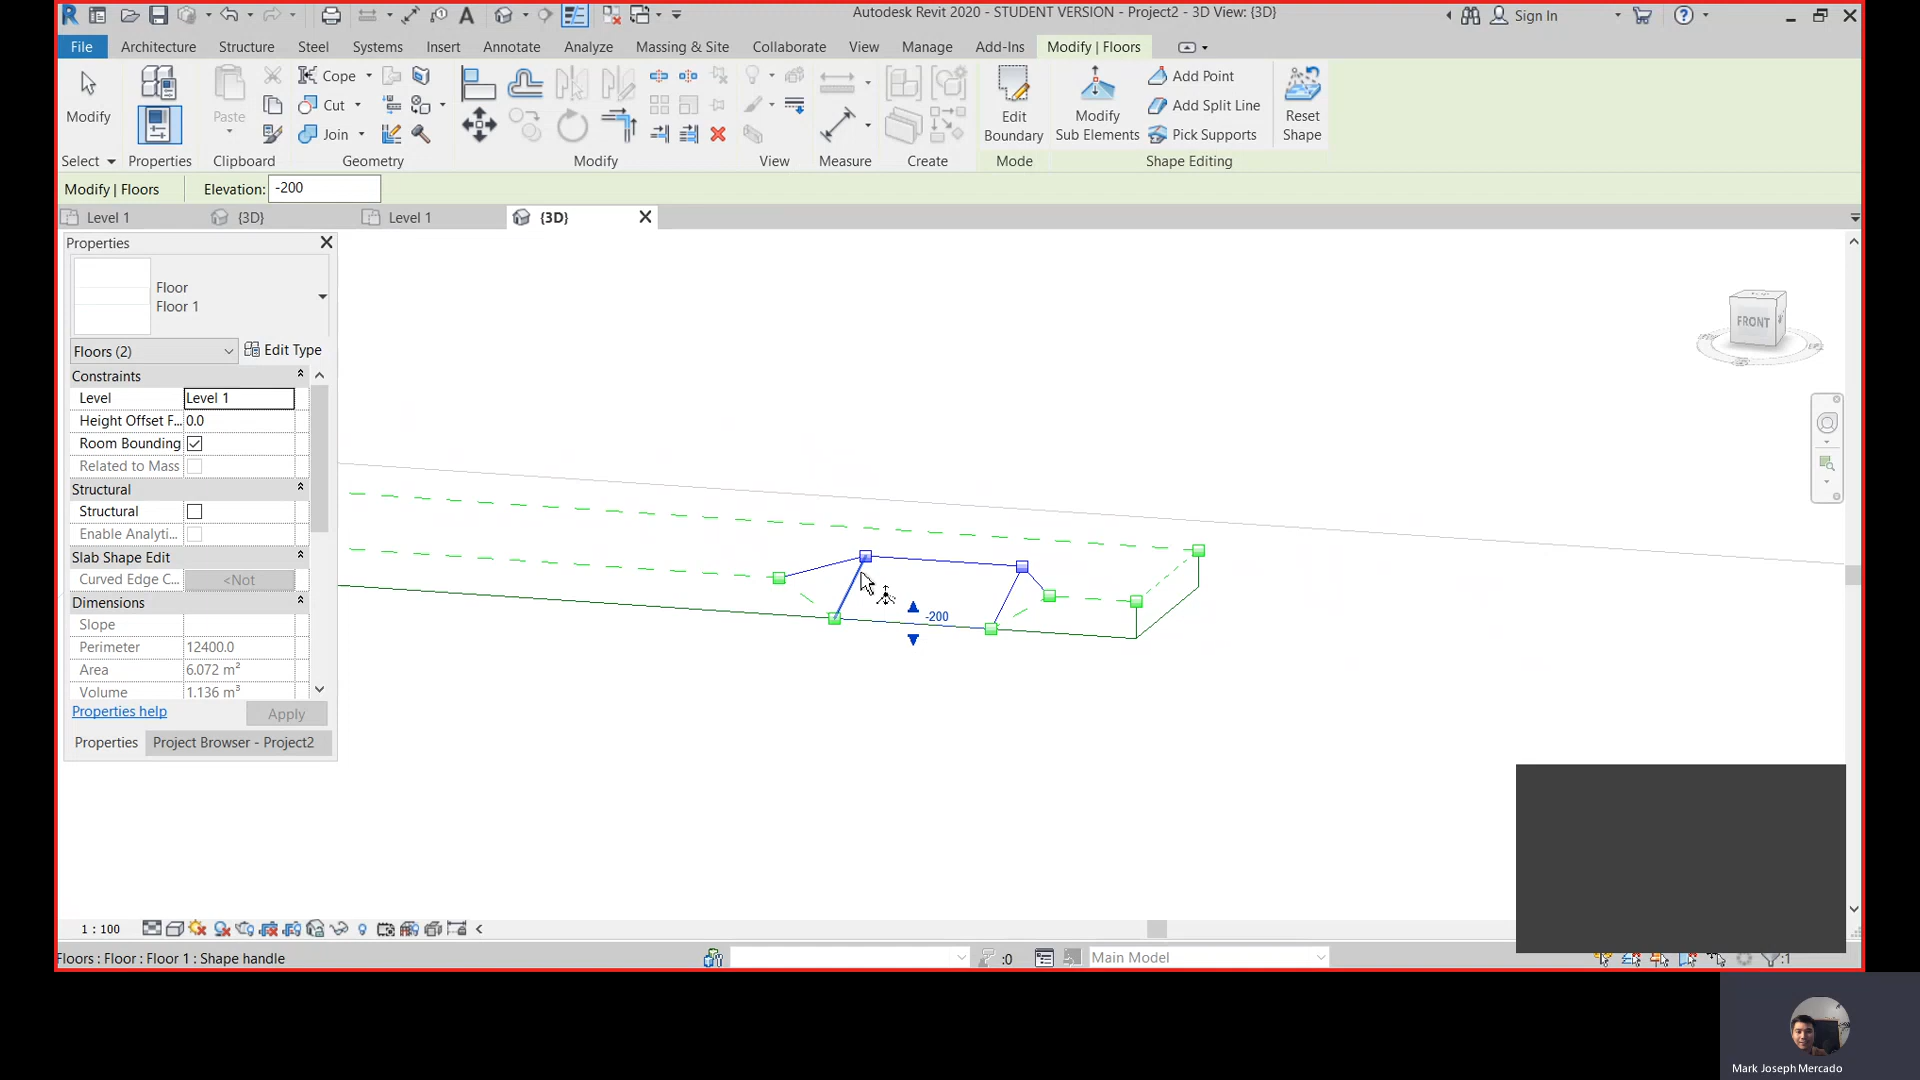 Autodesk Revit 2020 - STUDENT VERSION - Project2 - 3D View: {3D}
Sign In
File Architecture Structure Steel Systems Insert Annotate Analyze Massing & Site Collaborate View Manage Add-Ins Modify | Floors
Modify
Paste
Cope
Cut
Join
Edit Boundary
Modify Sub Elements
Add Point
Add Split Line
Pick Supports
Reset Shape
Select Properties Clipboard Geometry Modify View Measure Create Mode Shape Editing
Modify | Floors Elevation: -200
Level 1 {3D} Level 1 {3D}
Properties
Floor
Floor 1
Floors (2) Edit Type
Constraints
Level Level 1
Height Offset F... 0.0
Room Bounding
Related to Mass
Structural
Structural
Enable Analyti...
Slab Shape Edit
Curved Edge C... <Not
Dimensions
Slope
Perimeter 12400.0
Area 6.072 m²
Volume 1.136 m³
Properties help Apply
Properties Project Browser - Project2
-200
FRONT
1 : 100
Floors : Floor : Floor 1 : Shape handle
:0
Main Model
:1
Mark Joseph Mercado